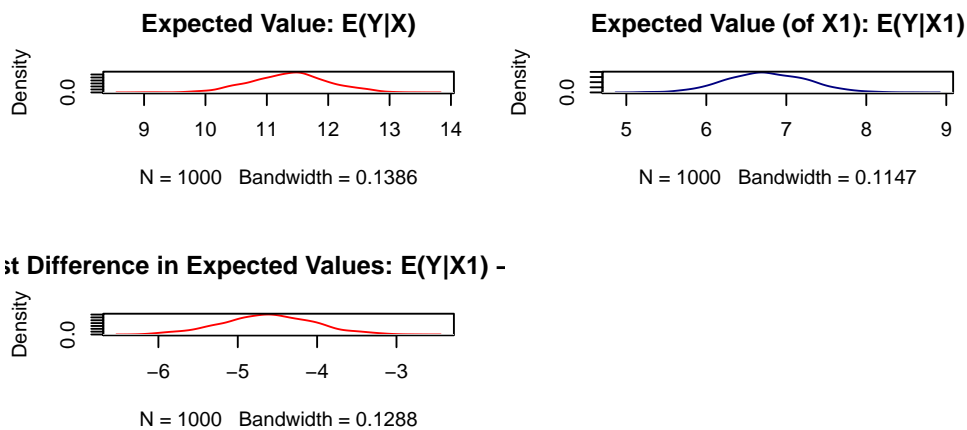 Expected Value: E(Y|X)
Density
0.0
9 10 11 12 13 14
N = 1000 Bandwidth = 0.1386
Expected Value (of X1): E(Y|X1)
Density
0.0
5 6 7 8 9
N = 1000 Bandwidth = 0.1147
st Difference in Expected Values: E(Y|X1) −
Density
0.0
−6 −5 −4 −3
N = 1000 Bandwidth = 0.1288